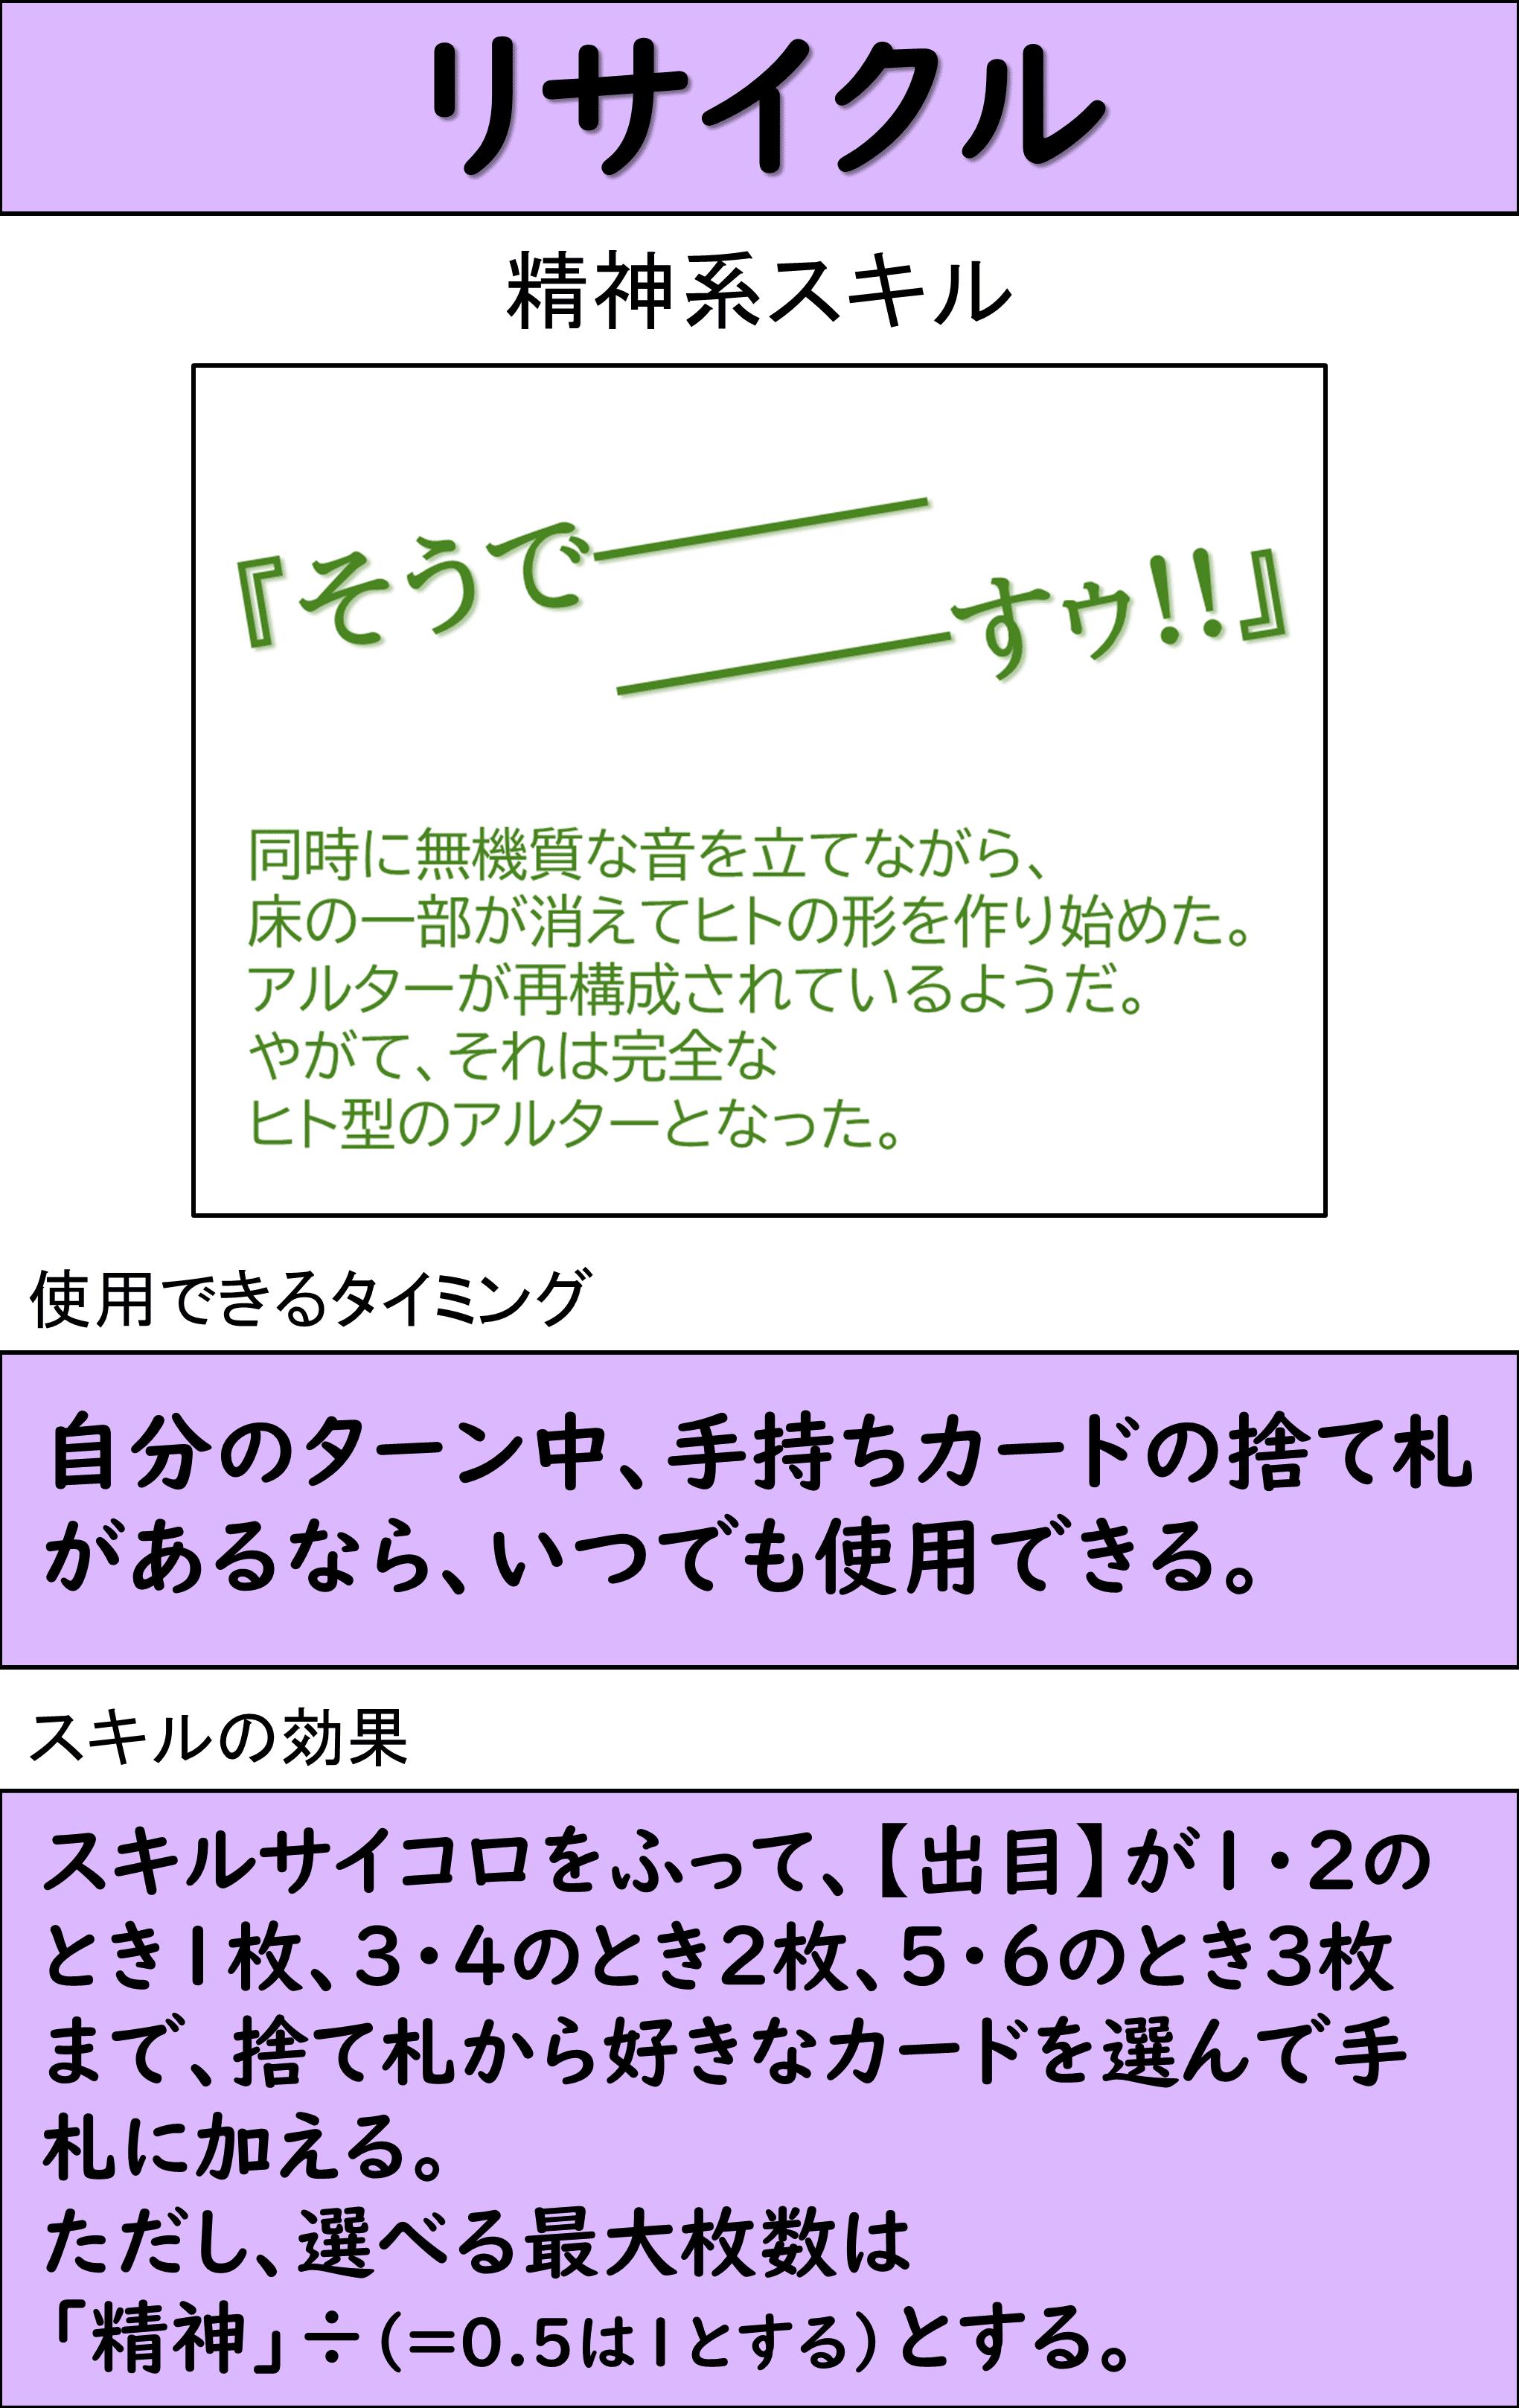 リサイクル
精神系スキル
『そうで――――すゥ!!』
同時に無機質な音を立てながら、
床の一部が消えてヒトの形を作り始めた。
アルターが再構成されているようだ。
やがて、それは完全な
ヒト型のアルターとなった。
使用できるタイミング
自分のターン中、手持ちカードの捨て札
があるなら、いつでも使用できる。
スキルの効果
スキルサイコロをふって、【出目】が1・2の
とき1枚、3・4のとき2枚、5・6のとき3枚
まで、捨て札から好きなカードを選んで手
札に加える。
ただし、選べる最大枚数は
「精神」÷(=0.5は1とする)とする。